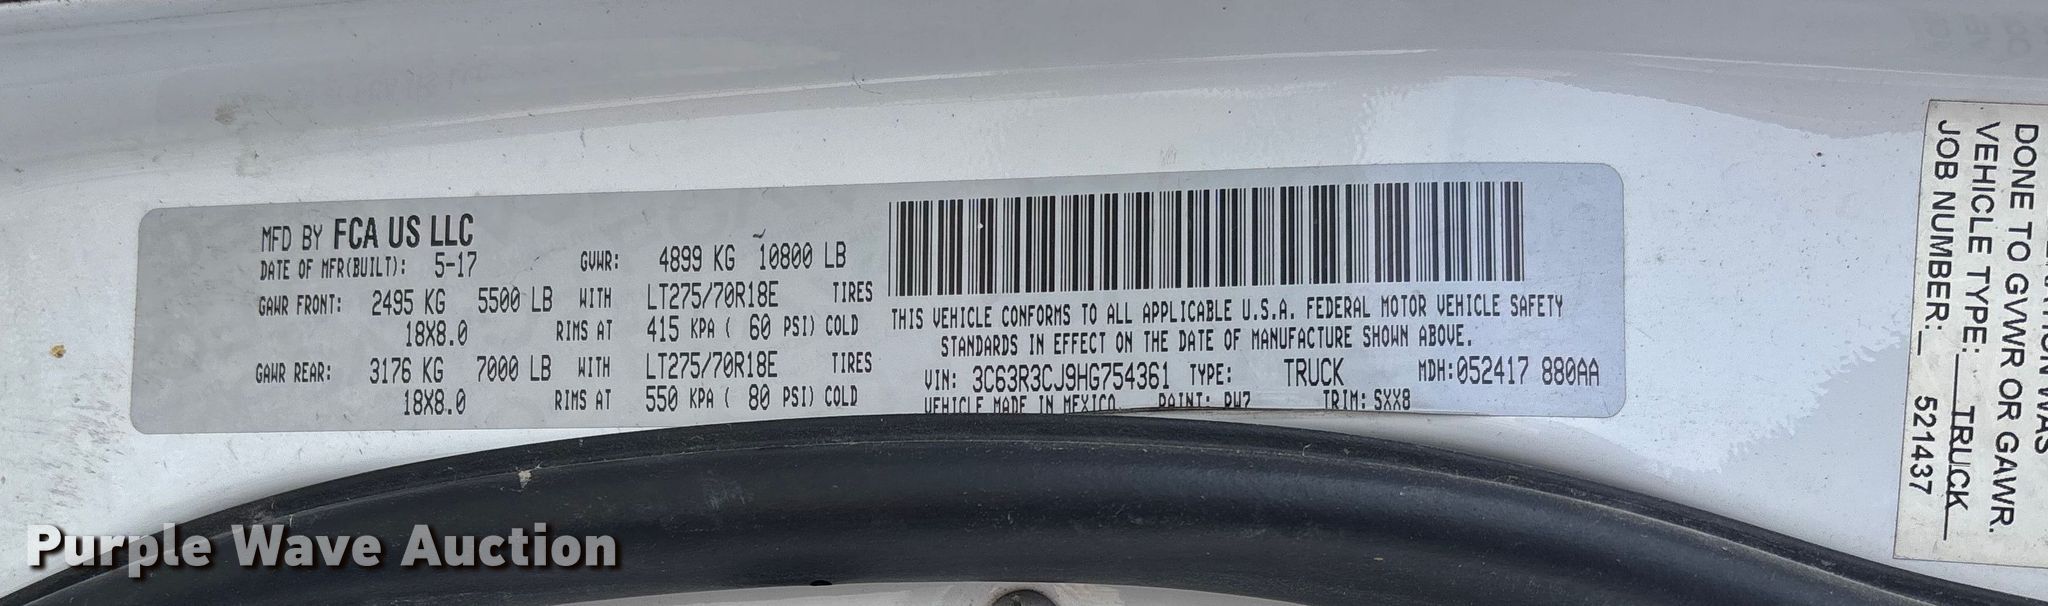 MFD BY FCA US LLC
DATE OF MFR(BUILT): 5-17 GVWR: 4899 KG 10800 LB
GAWR FRONT: 2495 KG 5500 LB WITH LT275/70R18E TIRES
18X8.0 RIMS AT 415 KPA ( 60 PSI) COLD
GAWR REAR: 3176 KG 7000 LB WITH LT275/70R18E TIRES
18X8.0 RIMS AT 550 KPA ( 80 PSI) COLD
THIS VEHICLE CONFORMS TO ALL APPLICABLE U.S.A. FEDERAL MOTOR VEHICLE SAFETY
STANDARDS IN EFFECT ON THE DATE OF MANUFACTURE SHOWN ABOVE.
VIN: 3C63R3CJ9HG754361 TYPE: TRUCK MDH:052417 880AA
VEHICLE MADE IN MEXICO PAINT: PW7 TRIM: SXX8
WAS
DONE TO GVWR OR GAWR.
VEHICLE TYPE: TRUCK
JOB NUMBER: 521437
Purple Wave Auction